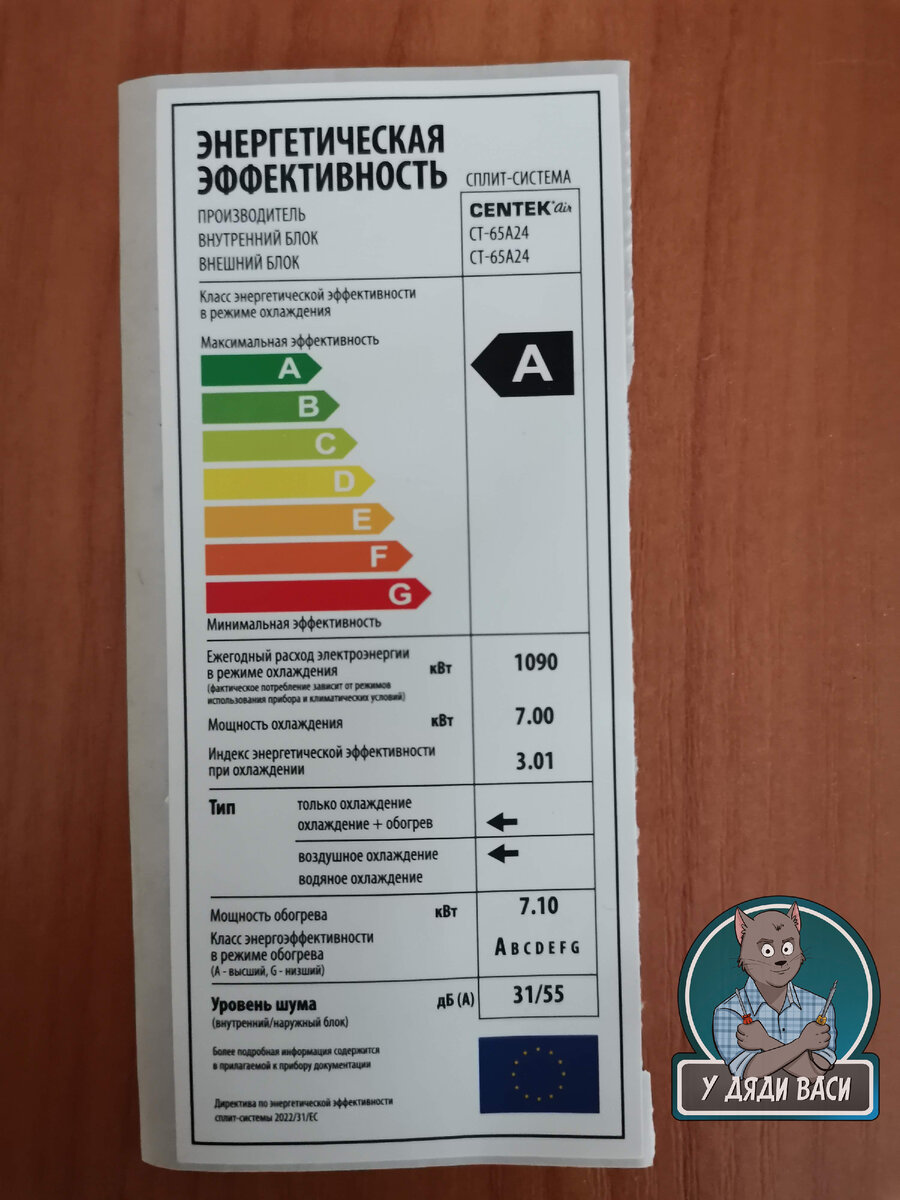 ЭНЕРГЕТИЧЕСКАЯ
ЭФФЕКТИВНОСТЬ
СПЛИТ-СИСТЕМА
ПРОИЗВОДИТЕЛЬ
CENTEK air
ВНУТРЕННИЙ БЛОК
CT-65A24
ВНЕШНИЙ БЛОК
CT-65A24
Класс энергетической эффективности
в режиме охлаждения
Максимальная эффективность
A
A
B
C
D
E
F
G
Минимальная эффективность
Ежегодный расход электроэнергии
в режиме охлаждения
кВт
1090
(фактическое потребление зависит от режимов
использования прибора и климатических условий)
Мощность охлаждения кВт 7.00
Индекс энергетической эффективности
при охлаждении
3.01
Тип
только охлаждение
охлаждение + обогрев
воздушное охлаждение
водяное охлаждение
Мощность обогрева кВт 7.10
Класс энергоэффективности
в режиме обогрева
(A - высший, G - низший)
A B C D E F G
Уровень шума дБ (А) 31/55
(внутренний/наружный блок)
Более подробная информация содержится
в прилагаемой к прибору документации
Директива по энергетической эффективности
сплит-системы 2022/31/EC
У ДЯДИ ВАСИ